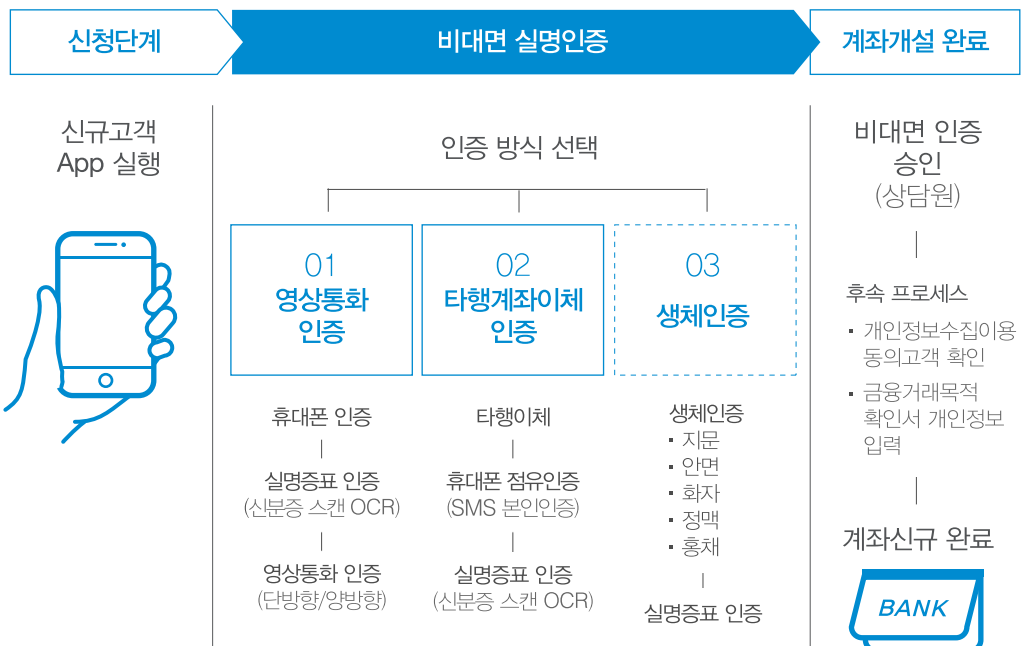 신청단계
비대면 실명인증
계좌개설 완료
신규고객
App 실행
인증 방식 선택
01
영상통화
인증
휴대폰 인증
실명증표 인증
(신분증 스캔 OCR)
영상통화 인증
(단방향/양방향)
02
타행계좌이체
인증
타행이체
휴대폰 점유인증
(SMS 본인인증)
실명증표 인증
(신분증 스캔 OCR)
03
생체인증
생체인증
▪ 지문
▪ 안면
▪ 화자
▪ 정맥
▪ 홍채
실명증표 인증
비대면 인증
승인
(상담원)
후속 프로세스
▪ 개인정보수집이용
동의고객 확인
▪ 금융거래목적
확인서 개인정보
입력
계좌신규 완료
BANK